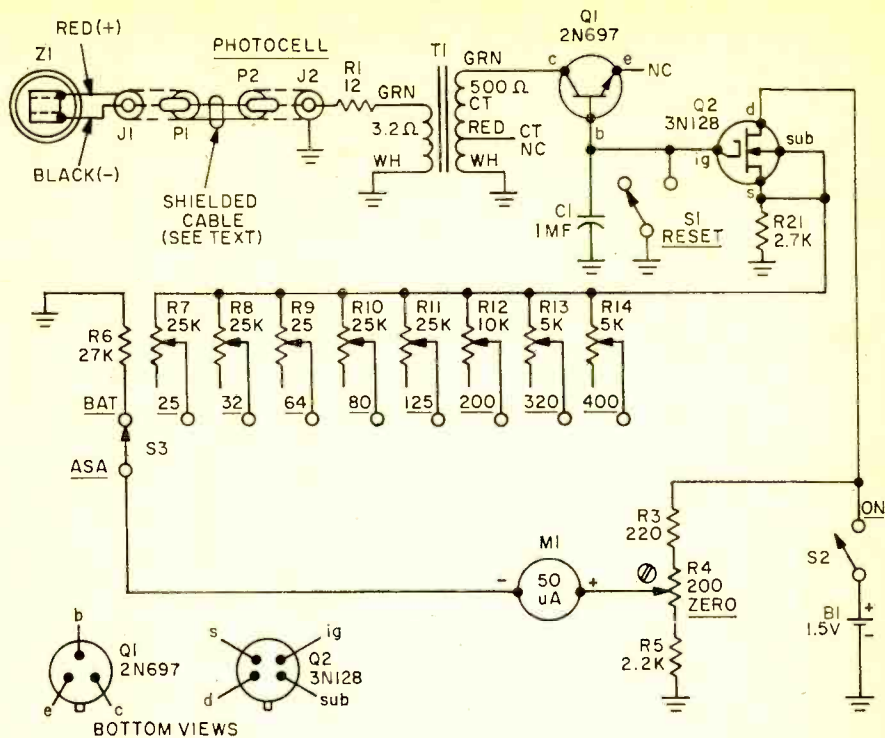 RED(+)
Z1
PHOTOCELL
P2
J2
R1
12
GRN
T1
GRN
500 Ω
CT
Q1
2N697
c
e
NC
b
Q2
3N128
d
sub
ig
s
J1
P1
3.2Ω
WH
RED
CT
NC
WH
BLACK(-)
SHIELDED
CABLE
(SEE TEXT)
C1
1MF
S1
RESET
R21
2.7K
R6
27K
R7
25K
R8
25K
R9
25
R10
25K
R11
25K
R12
10K
R13
5K
R14
5K
BAT
25
32
64
80
125
200
320
400
S3
ASA
R3
220
ON
M1
-
50
uA
+
R4
200
ZERO
S2
B1
1.5V
+
-
R5
2.2K
b
Q1
2N697
e
c
s
ig
Q2
3N128
d
sub
BOTTOM VIEWS